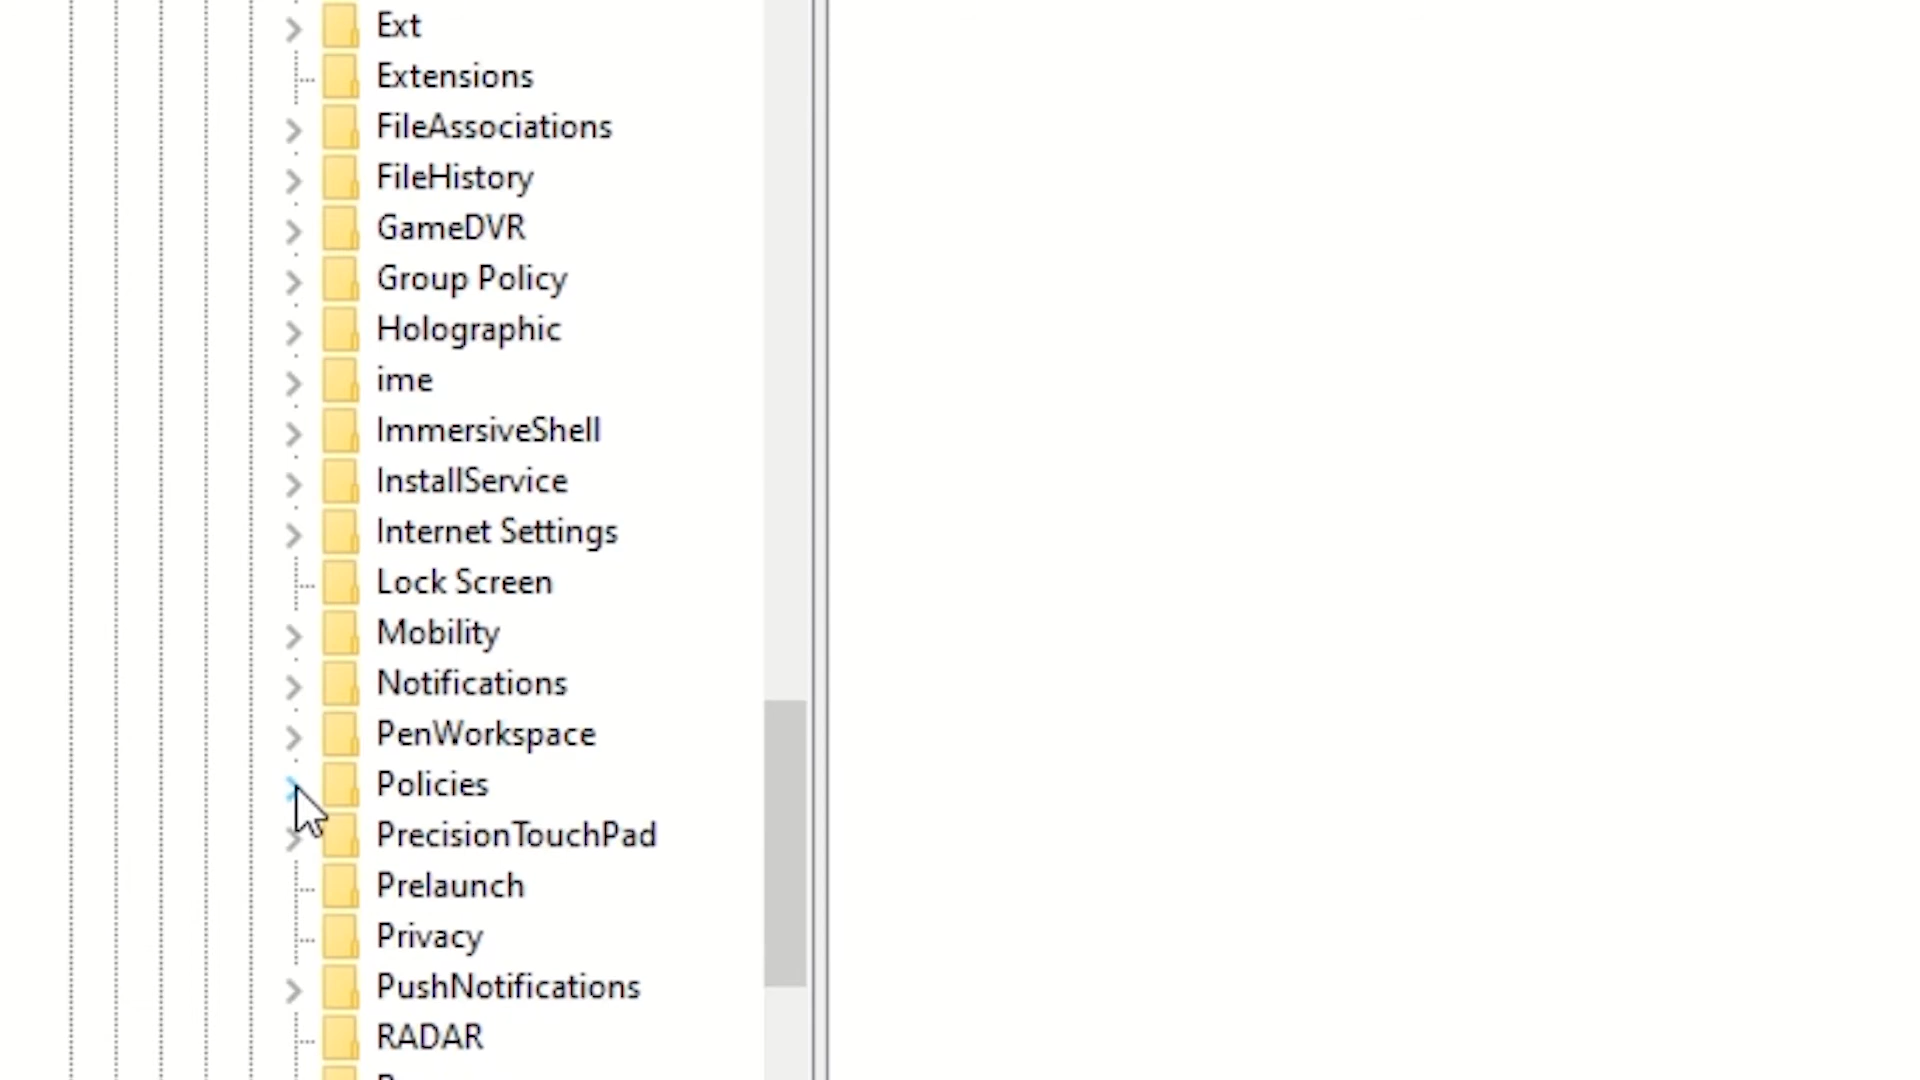 Ext
Extensions
FileAssociations
FileHistory
GameDVR
Group Policy
Holographic
ime
ImmersiveShell
InstallService
Internet Settings
Lock Screen
Mobility
Notifications
PenWorkspace
Policies
PrecisionTouchPad
Prelaunch
Privacy
PushNotifications
RADAR